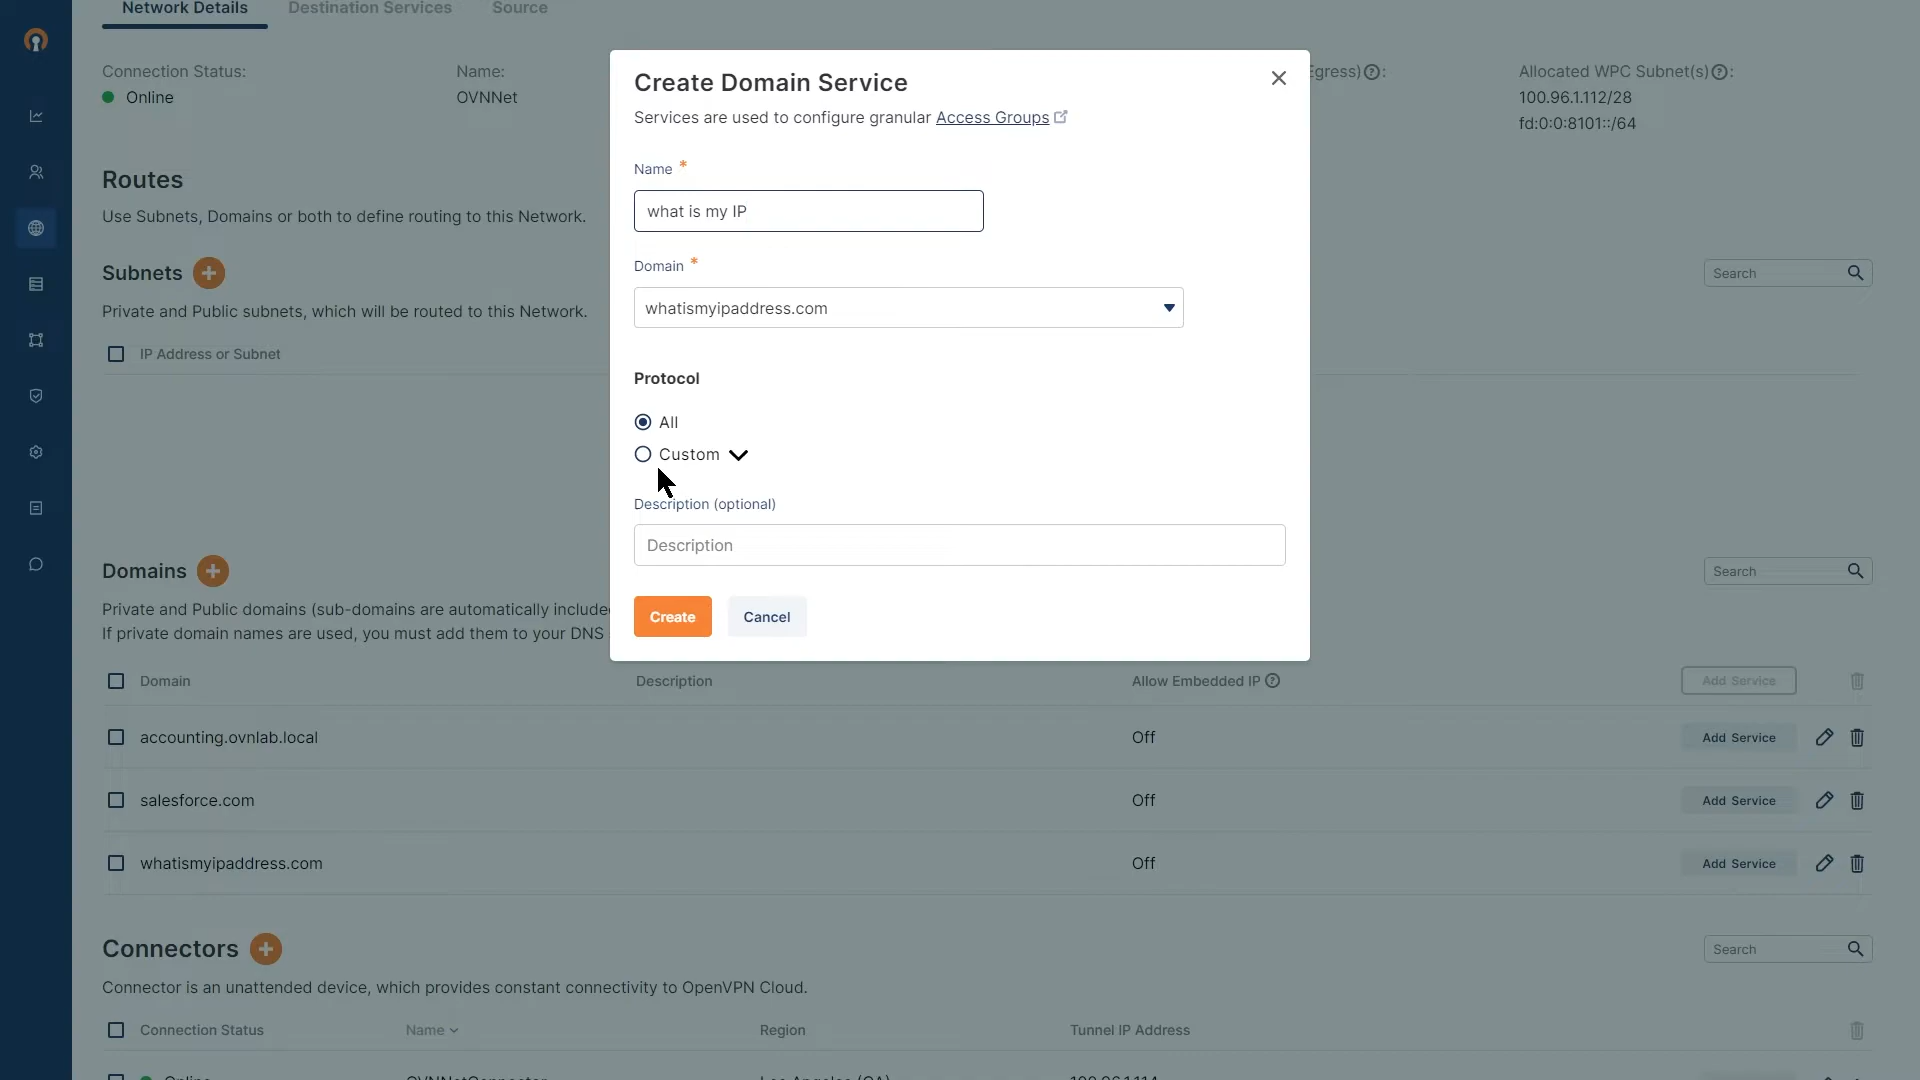 Network Details
Destination Services
Source
Connection Status:
Online
Name:
OVNNet
Egress)?:
Allocated WPC Subnet(s)?:
100.96.1.112/28
fd:0:0:8101::/64
Create Domain Service
Services are used to configure granular Access Groups
Name *
what is my IP
Domain *
whatismyipaddress.com
Protocol
All
Custom
Description (optional)
Description
Create
Cancel
Routes
Use Subnets, Domains or both to define routing to this Network.
Subnets
Search
Private and Public subnets, which will be routed to this Network.
IP Address or Subnet
Domains
Search
Private and Public domains (sub-domains are automatically include
If private domain names are used, you must add them to your DNS
Domain
Description
Allow Embedded IP ?
Add Service
accounting.ovnlab.local
Off
Add Service
salesforce.com
Off
Add Service
whatismyipaddress.com
Off
Add Service
Connectors
Search
Connector is an unattended device, which provides constant connectivity to OpenVPN Cloud.
Connection Status
Name
Region
Tunnel IP Address